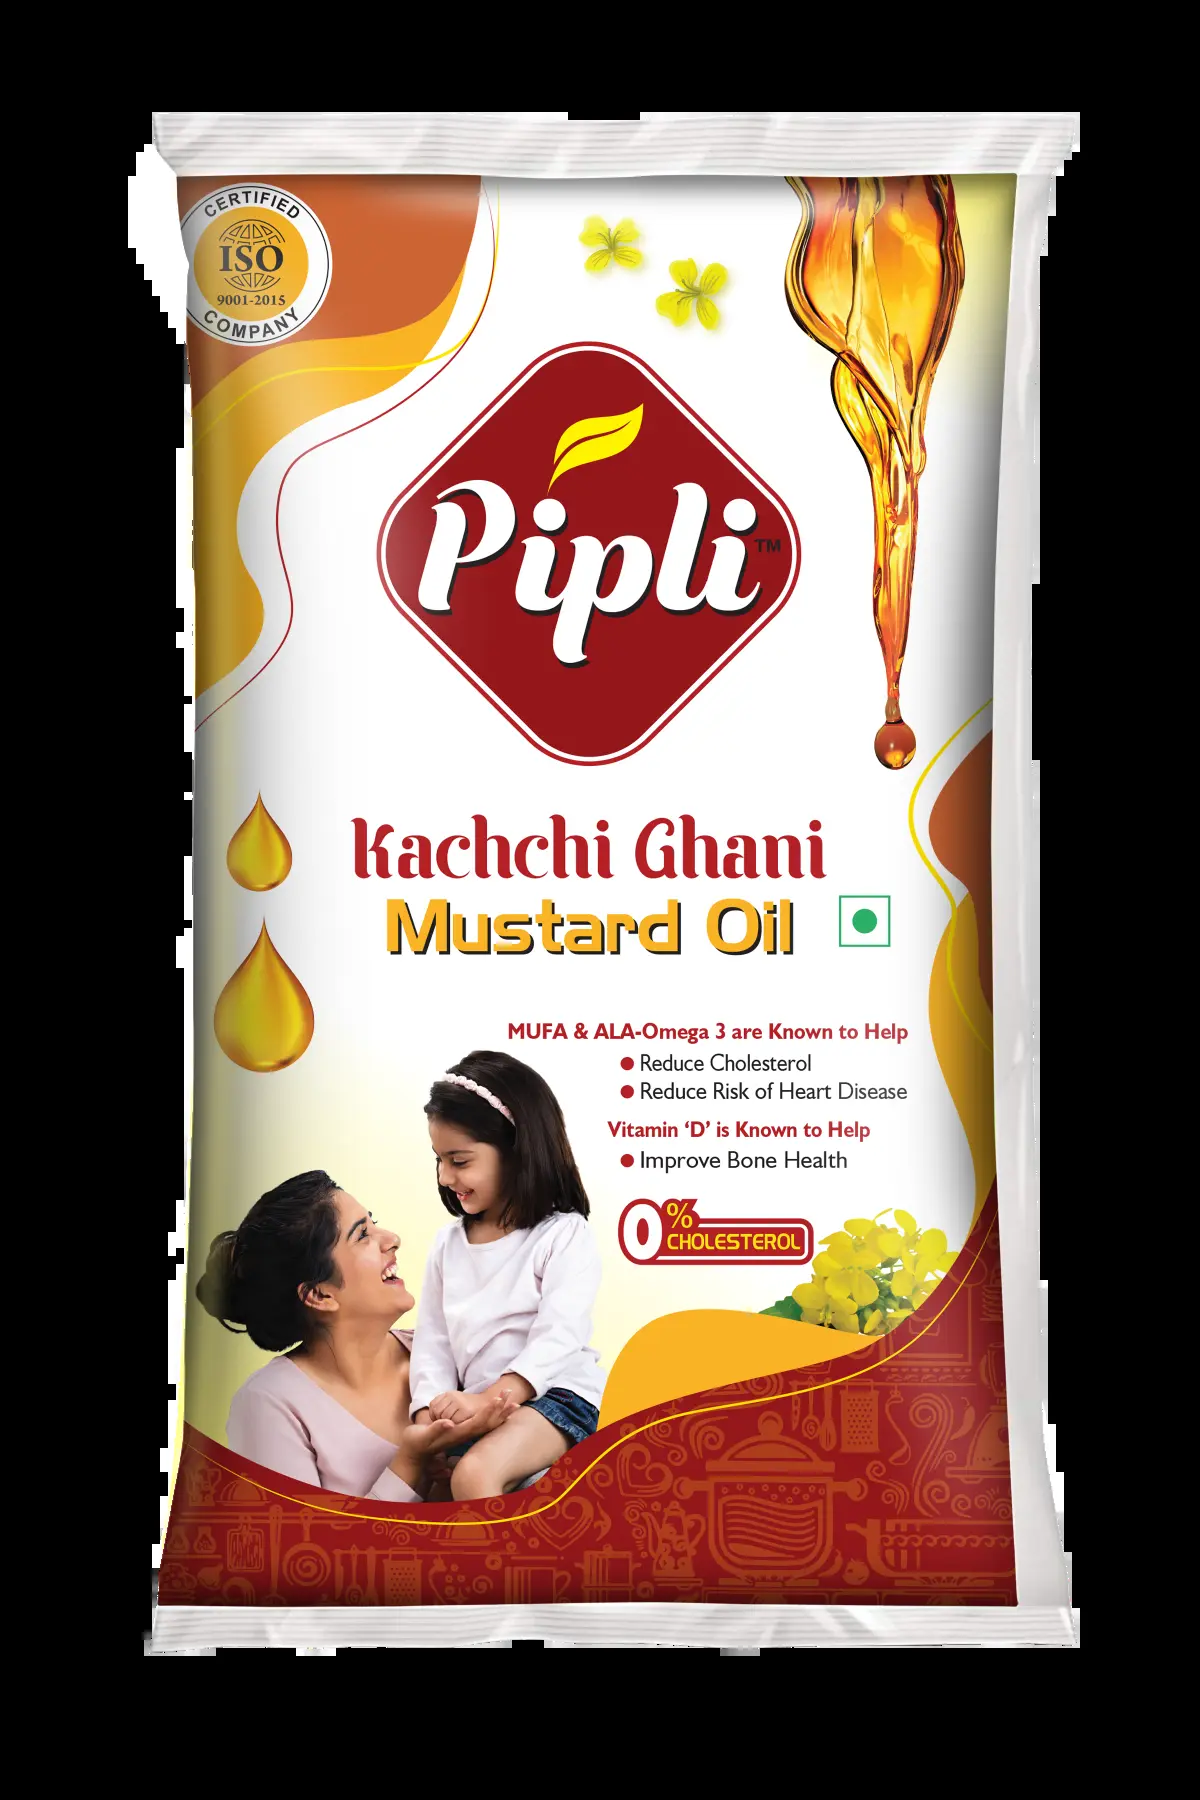 CERTIFIED
ISO
9001-2015
COMPANY
Pipli™
Kachchi Ghani
Mustard Oil
MUFA & ALA-Omega 3 are Known to Help
● Reduce Cholesterol
● Reduce Risk of Heart Disease
Vitamin ‘D’ is Known to Help
● Improve Bone Health
0%
CHOLESTEROL